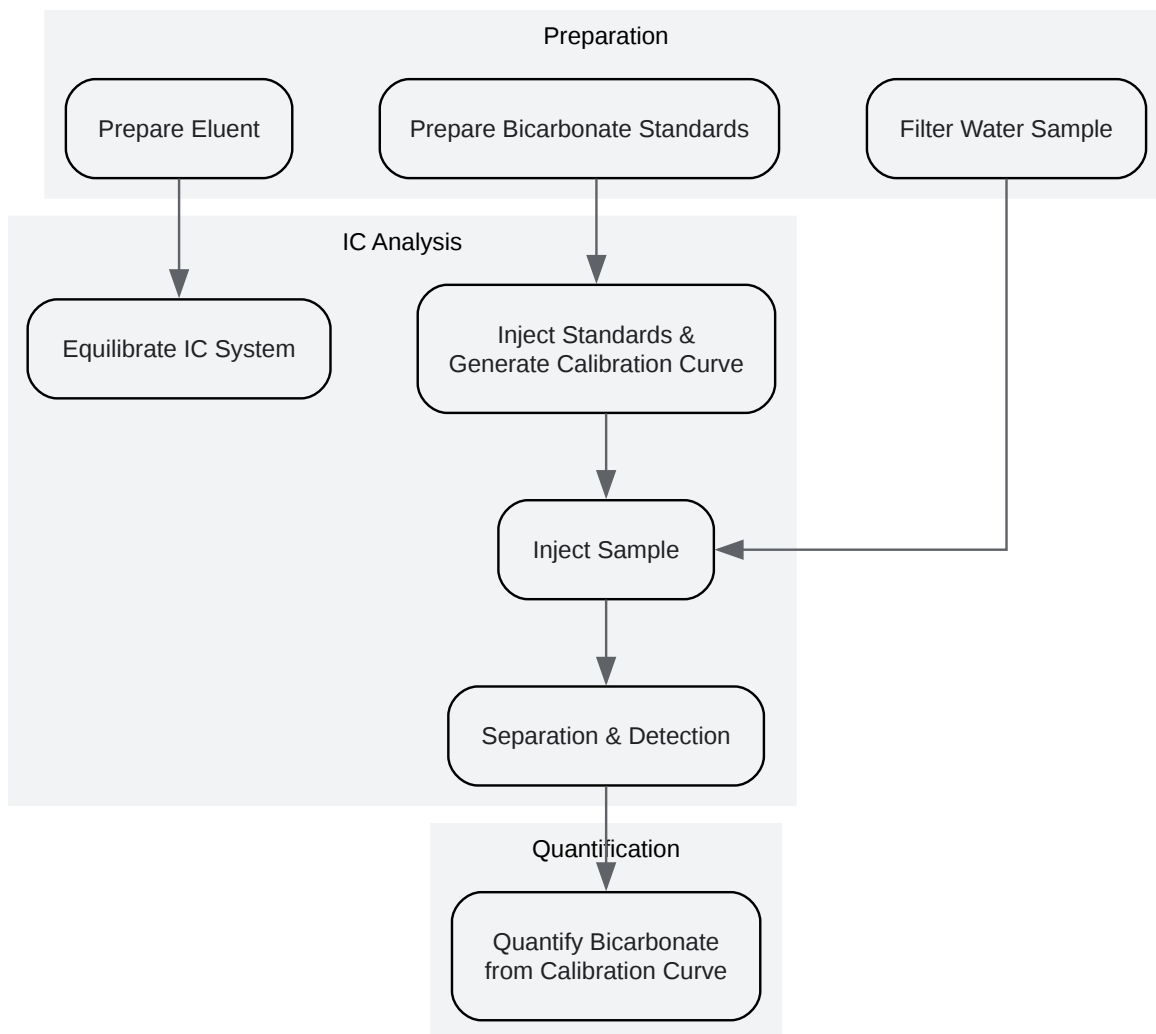 Preparation
Prepare Eluent
Prepare Bicarbonate Standards
Filter Water Sample
IC Analysis
Equilibrate IC System
Inject Standards &
Generate Calibration Curve
Inject Sample
Separation & Detection
Quantification
Quantify Bicarbonate
from Calibration Curve